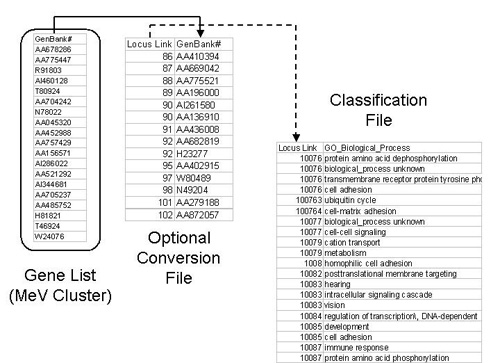 GenBank#
AA678286
AA775447
R91803
AI460128
T80924
AA704242
N78022
AA045320
AA452988
AA757429
AA156571
AI286022
AA521292
AI344681
AA705237
AA485752
H81821
T46924
W24076
Gene List
(MeV Cluster)
Locus Link GenBank#
86 AA410394
87 AA669042
88 AA775521
89 AA196000
90 AI261580
90 AA136910
91 AA436008
92 AA682819
92 H23277
95 AA402915
97 W80489
98 N49204
101 AA279188
102 AA872057
Optional
Conversion
File
Classification
File
Locus Link GO_Biological_Process
10076 protein amino acid dephosphorylation
10076 biological_process unknown
10076 transmembrane receptor protein tyrosine pho
10076 cell adhesion
100763 ubiquitin cycle
100764 cell-matrix adhesion
10077 biological_process unknown
10077 cell-cell signaling
10079 cation transport
10079 metabolism
1008 homophilic cell adhesion
10082 posttranslational membrane targeting
10083 hearing
10083 intracellular signaling cascade
10083 vision
10084 regulation of transcription\, DNA-dependent
10085 development
10085 cell adhesion
10087 immune response
10087 protein amino acid phosphorylation